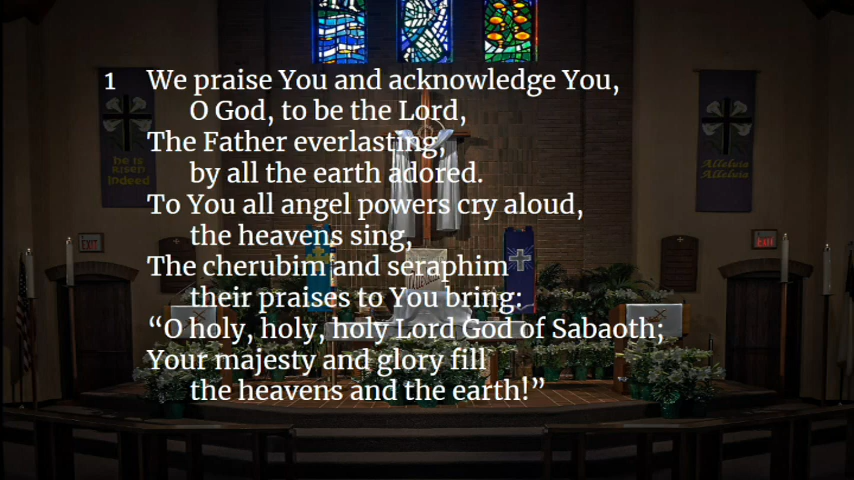 1 We praise You and acknowledge You,
O God, to be the Lord,
The Father everlasting,
by all the earth adored.
To You all angel powers cry aloud,
the heavens sing,
The cherubim and seraphim
their praises to You bring:
“O holy, holy, holy Lord God of Sabaoth;
Your majesty and glory fill
the heavens and the earth!”
he is
risen!
indeed
Alleluia
Alleluia
EXIT
EXIT